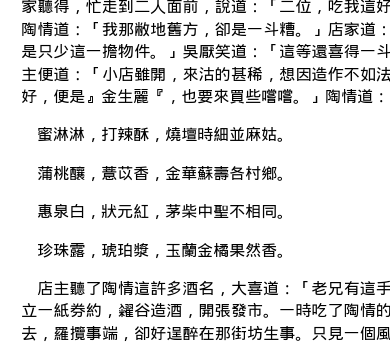 家聽得，忙走到二人面前，說道：「二位，吃我這好
陶情道：「我那敝地舊方，卻是一斗糟。」店家道：
是只少這一擔物件。」吳厭笑道：「這等還喜得一斗
主便道：「小店雖開，來沽的甚稀，想因造作不如法
好，便是』金生麗『，也要來買些嚐嚐。」陶情道：
蜜淋淋，打辣酥，燒壇時細並麻姑。
蒲桃釀，薏苡香，金華蘇壽各村鄉。
惠泉白，狀元紅，茅柴中聖不相同。
珍珠露，琥珀漿，玉蘭金橘果然香。
店主聽了陶情這許多酒名，大喜道：「老兄有這手
立一紙券約，糴谷造酒，開張發市。一時吃了陶情的
去，羅攬事端，卻好逞醉在那街坊生事。只見一個風